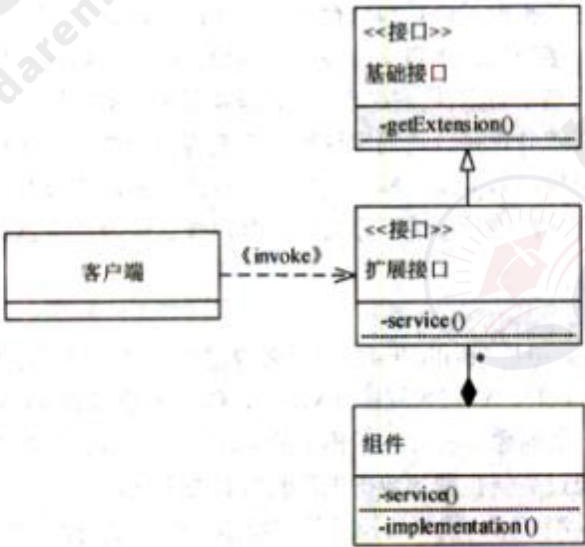 <<接口>>
基础接口
-getExtension()
<<接口>>
扩展接口
-service()
客户端
《invoke》
*
组件
-service()
-implementation()
daren